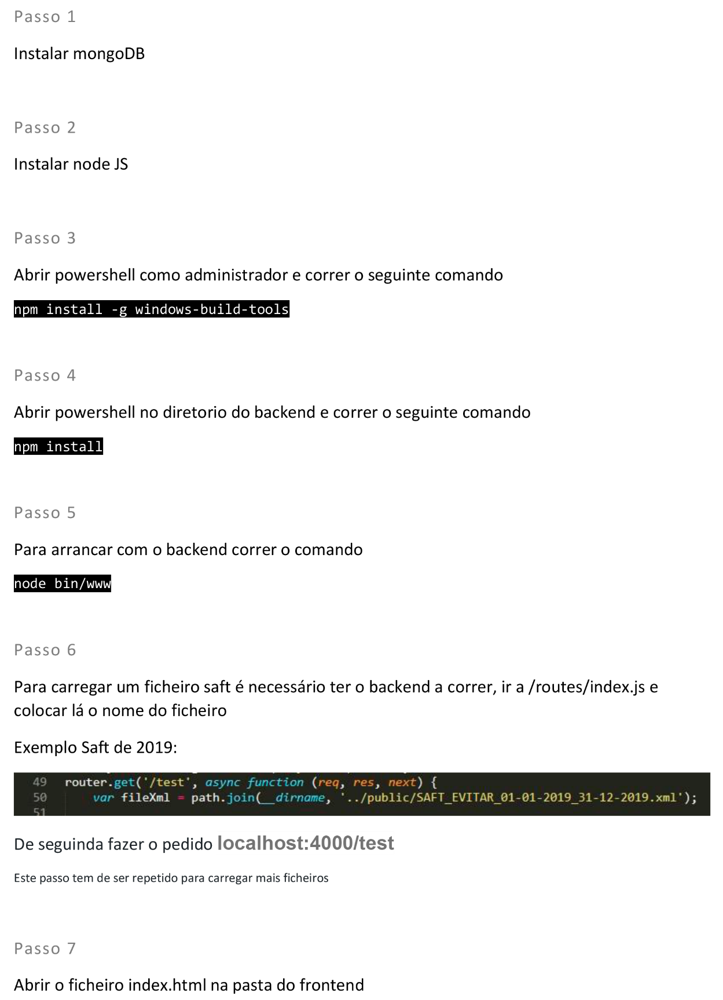 Passo 1
Instalar mongoDB
Passo 2
Instalar node JS
Passo 3
Abrir powershell como administrador e correr o seguinte comando
npm install -g windows-build-tools
Passo 4
Abrir powershell no diretorio do backend e correr o seguinte comando
npm install
Passo 5
Para arrancar com o backend correr o comando
node bin/www
Passo 6
Para carregar um ficheiro saft é necessário ter o backend a correr, ir a /routes/index.js e
colocar lá o nome do ficheiro
Exemplo Saft de 2019:
49 router.get('/test', async function (req, res, next) {
50 var fileXml = path.join(__dirname, '../public/SAFT_EVITAR_01-01-2019_31-12-2019.xml');
51
De seguinda fazer o pedido localhost:4000/test
Este passo tem de ser repetido para carregar mais ficheiros
Passo 7
Abrir o ficheiro index.html na pasta do frontend